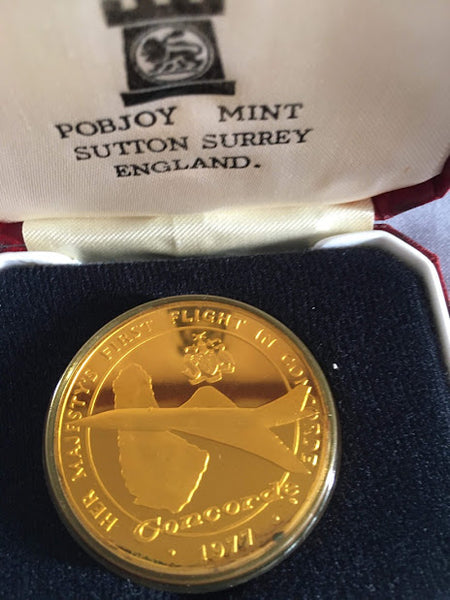 POBJOY MINT
SUTTON SURREY
ENGLAND.
HER MAJESTY'S FIRST FLIGHT IN CONCORDE
Concorde
· 1977 ·